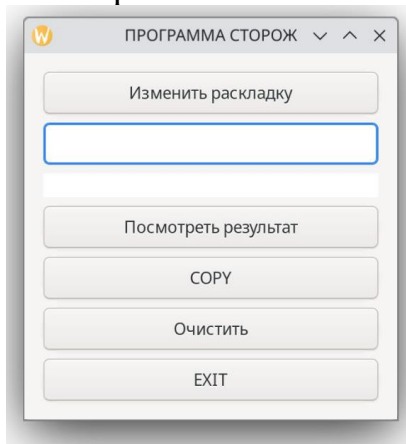 ПРОГРАММА СТОРОЖ
Изменить раскладку
Посмотреть результат
COPY
Очистить
EXIT